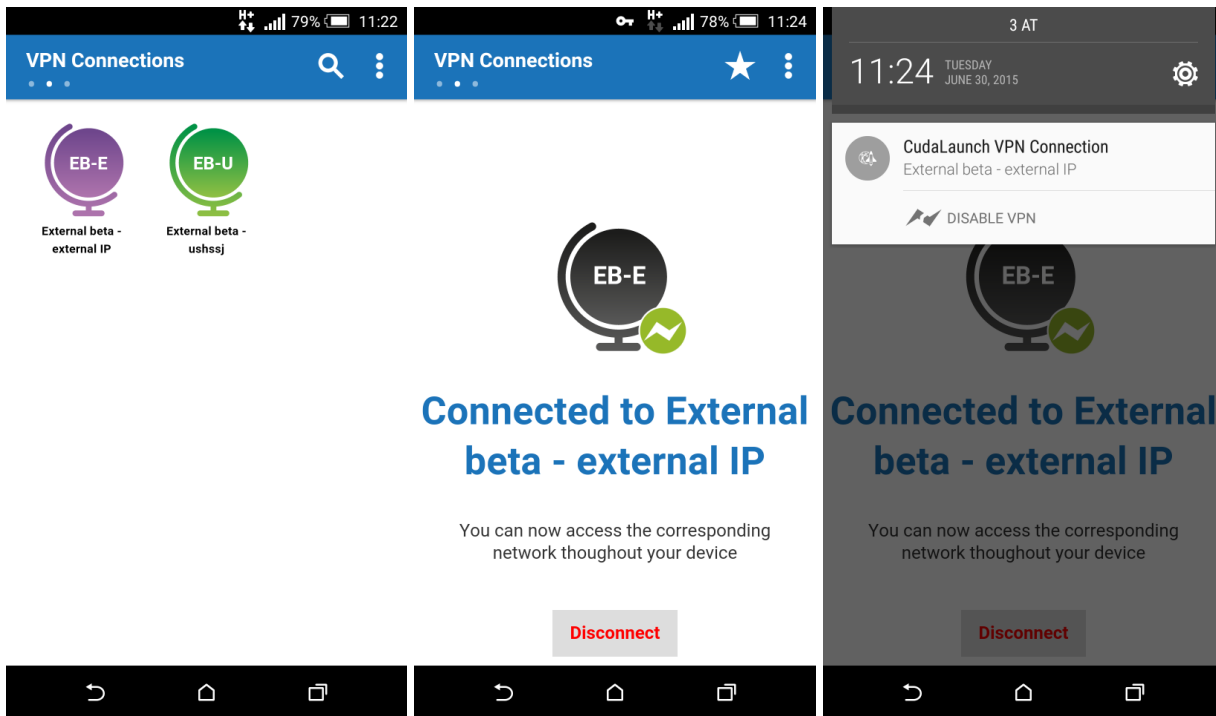 H+ 79% 11:22
VPN Connections
EB-E
EB-U
External beta -
external IP
External beta -
ushssj
H+ 78% 11:24
VPN Connections
EB-E
Connected to External
beta - external IP
You can now access the corresponding
network thoughout your device
Disconnect
3 AT
11:24
TUESDAY
JUNE 30, 2015
CudaLaunch VPN Connection
External beta - external IP
DISABLE VPN
EB-E
Connected to External
beta - external IP
You can now access the corresponding
network thoughout your device
Disconnect